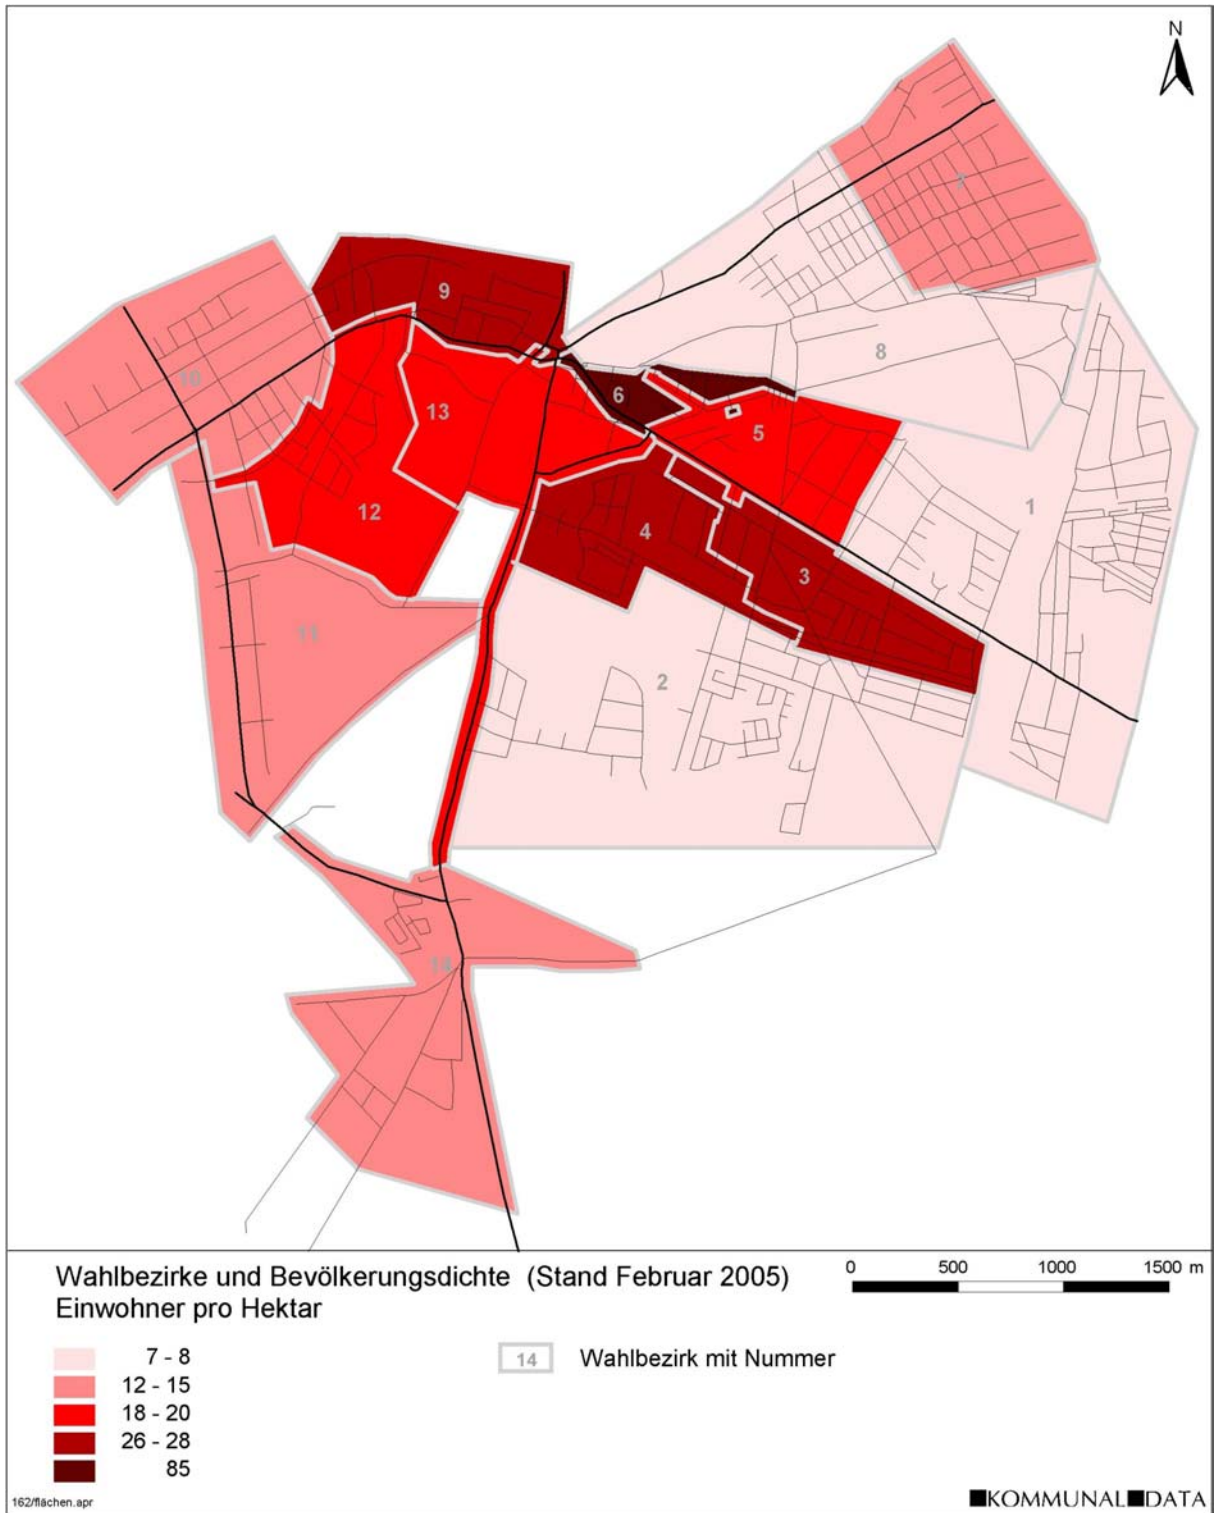 N
7
9
8
10
6
13
5
1
12
4
3
11
2
14
Wahlbezirke und Bevölkerungsdichte (Stand Februar 2005)
Einwohner pro Hektar
0 500 1000 1500 m
7 - 8
12 - 15
18 - 20
26 - 28
85
14 Wahlbezirk mit Nummer
162/flächen.apr
KOMMUNAL DATA